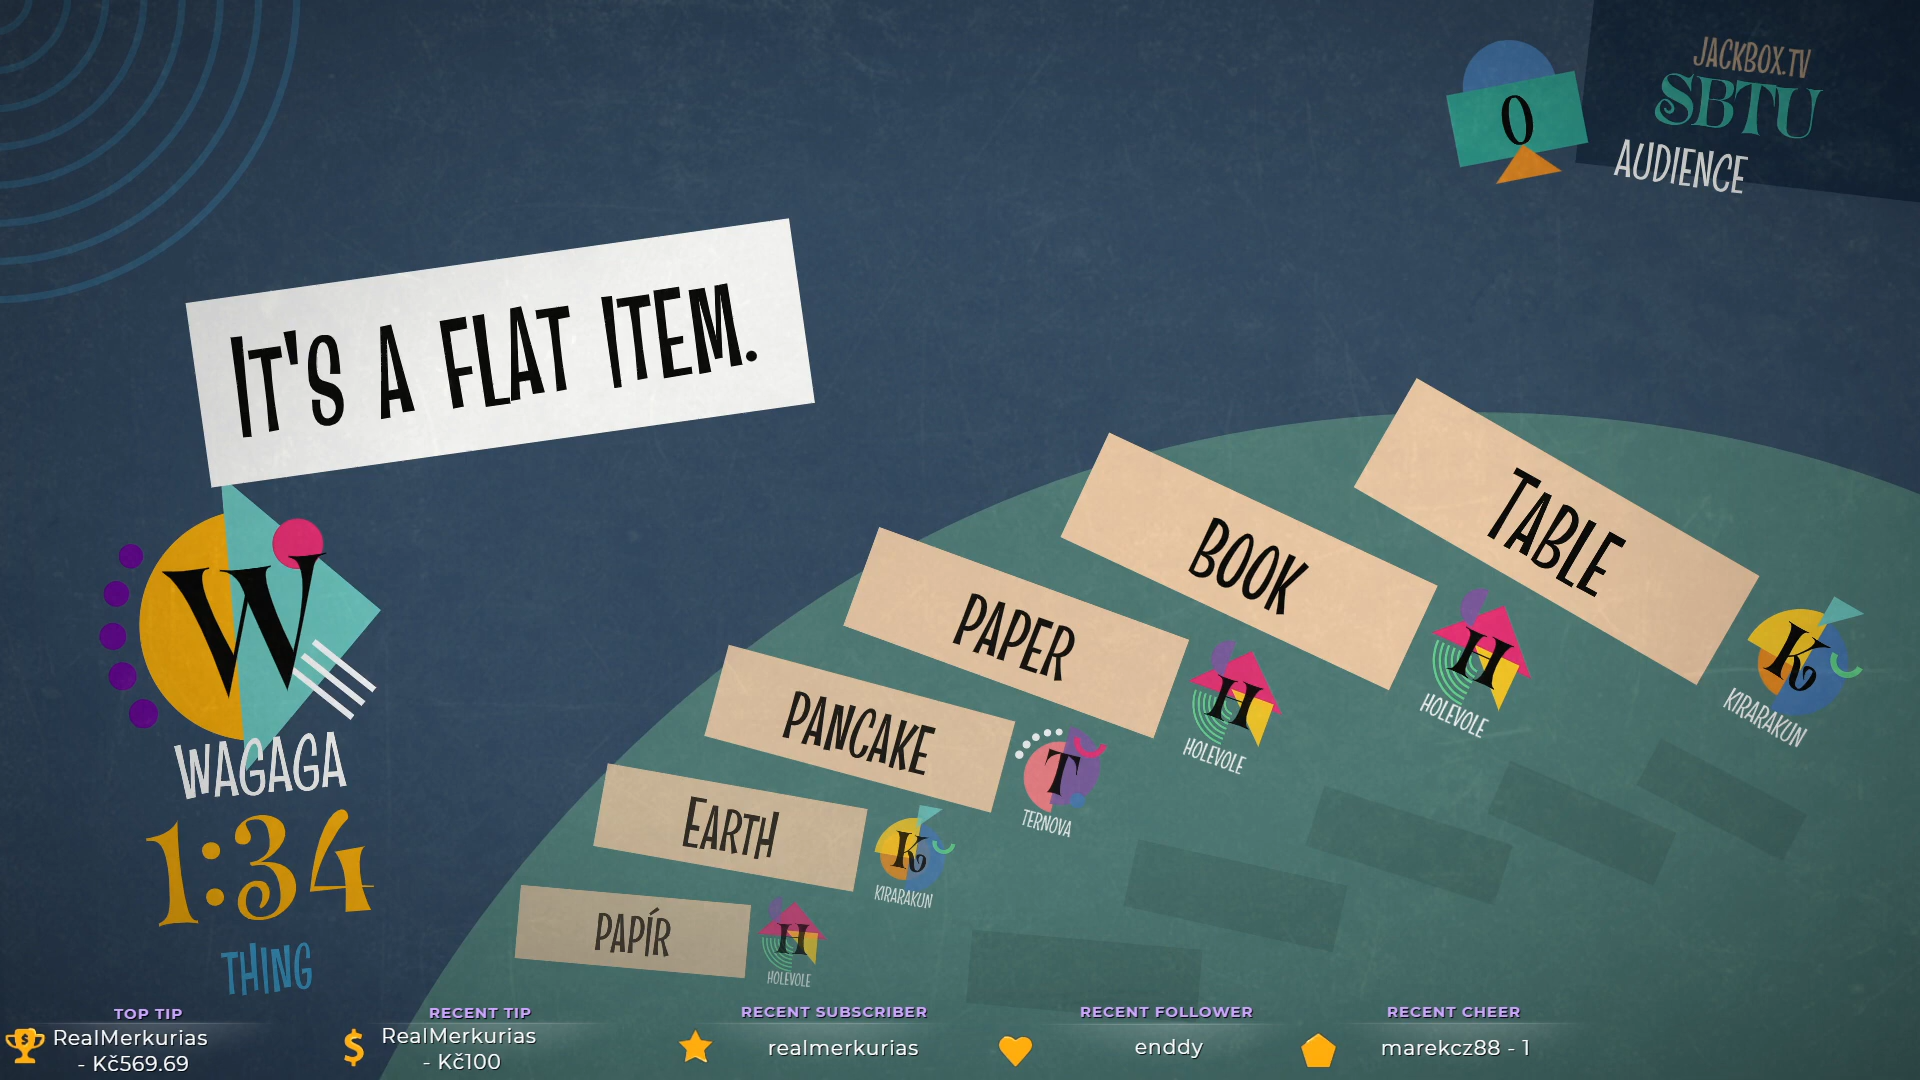 JACKBOX.TV
SBTU
0
AUDIENCE
IT'S A FLAT ITEM.
W
WAGAGA
1:34
THING
TABLE
K
KIRARAKUN
BOOK
H
HOLEVOLE
PAPER
H
HOLEVOLE
PANCAKE
T
TERNOVA
EARTH
K
KIRARAKUN
PAPÍR
H
HOLEVOLE
TOP TIP
RealMerkurias
- Kč569.69
RECENT TIP
RealMerkurias
- Kč100
RECENT SUBSCRIBER
realmerkurias
RECENT FOLLOWER
enddy
RECENT CHEER
marekcz88 - 1